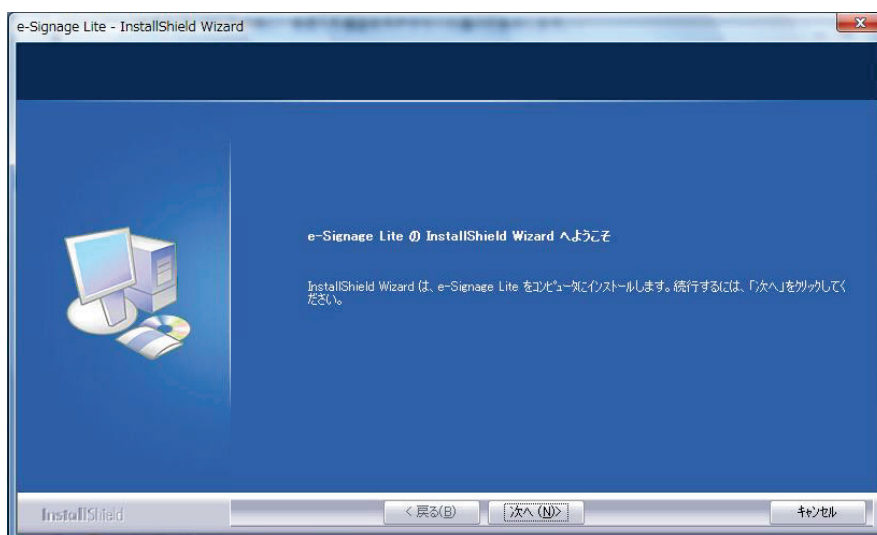 e-Signage Lite - InstallShield Wizard
e-Signage Lite の InstallShield Wizard へようこそ
InstallShield Wizard は、e-Signage Lite をコンピュータにインストールします。続行するには、「次へ」をクリックしてく
ださい。
InstallShield
< 戻る(B)
次へ (N)>
キャンセル